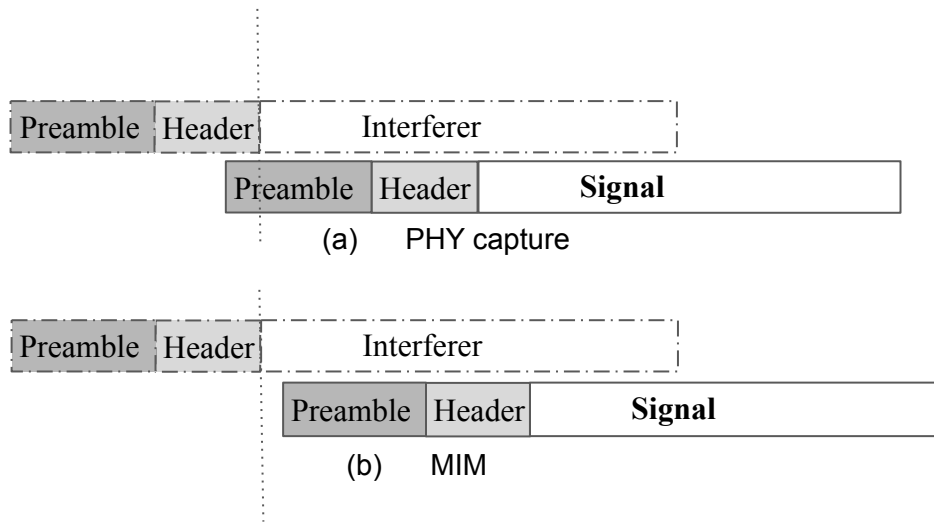 Preamble Header Interferer
Preamble Header Signal
(a) PHY capture
Preamble Header Interferer
Preamble Header Signal
(b) MIM